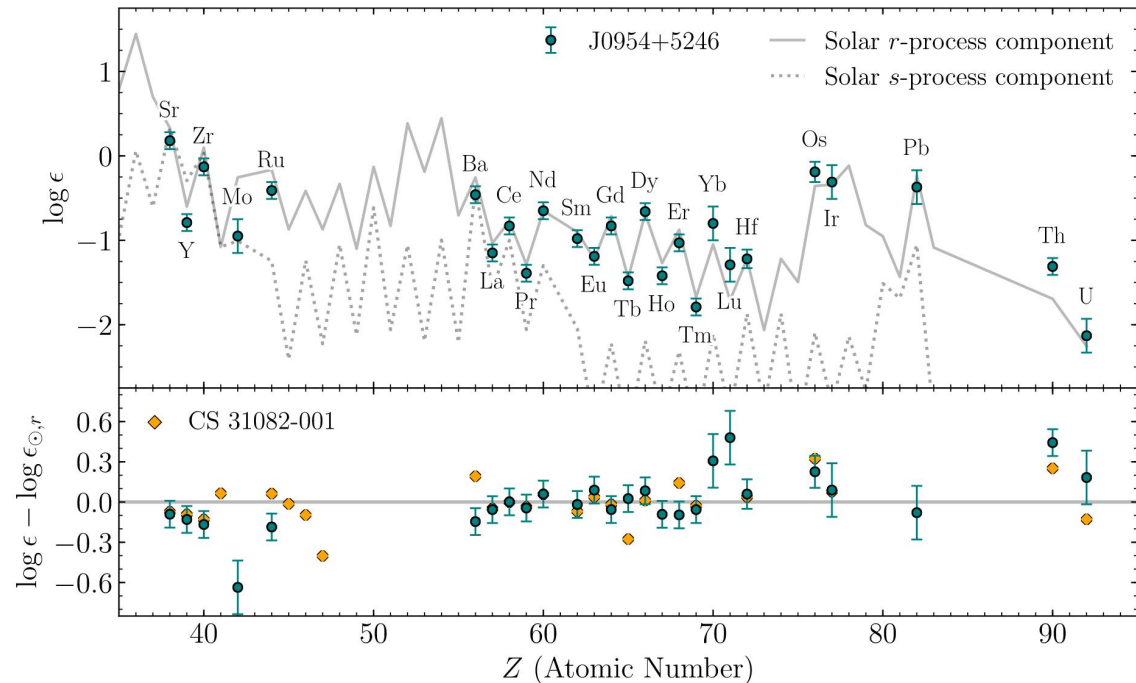 J0954+5246
Solar r-process component
Solar s-process component
Sr
Y
Zr
Mo
Ru
Ba
La
Ce
Pr
Nd
Sm
Eu
Gd
Tb
Dy
Ho
Er
Tm
Yb
Lu
Hf
Os
Ir
Pb
Th
U
log ϵ
1
0
−1
−2
CS 31082-001
log ϵ − log ϵ⊙,r
0.6
0.3
0.0
−0.3
−0.6
40 50 60 70 80 90
Z (Atomic Number)